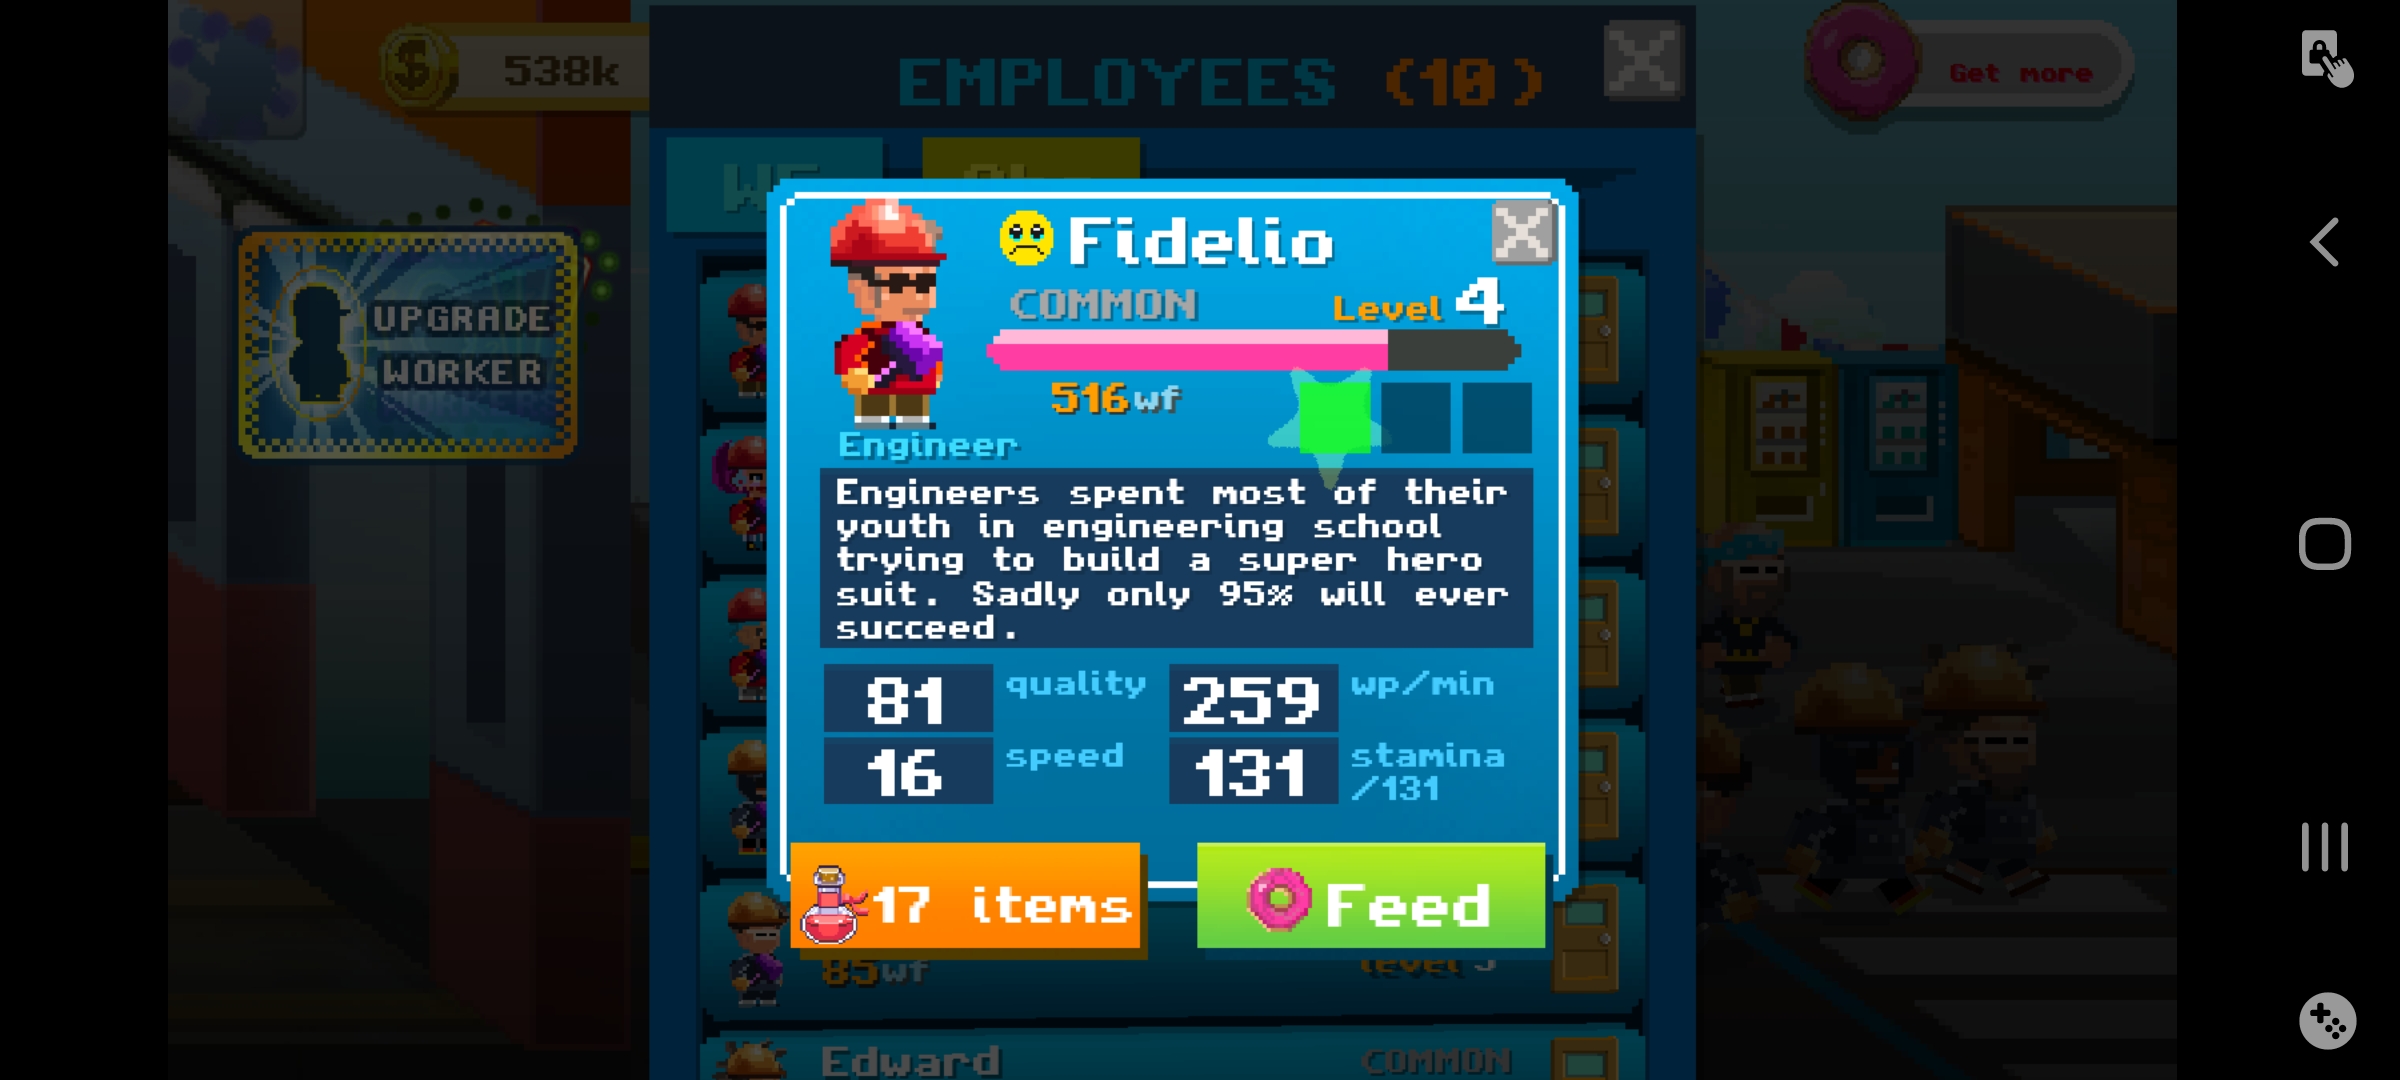 538k
EMPLOYEES (10)
Get more
UPGRADE
WORKER
Fidelio
COMMON
Level 4
516wf
Engineer
Engineers spent most of their
youth in engineering school
trying to build a super hero
suit. Sadly only 95% will ever
succeed.
81 quality
259 wp/min
16 speed
131 stamina
/131
17 items
Feed
85wf
level
Edward
COMMON